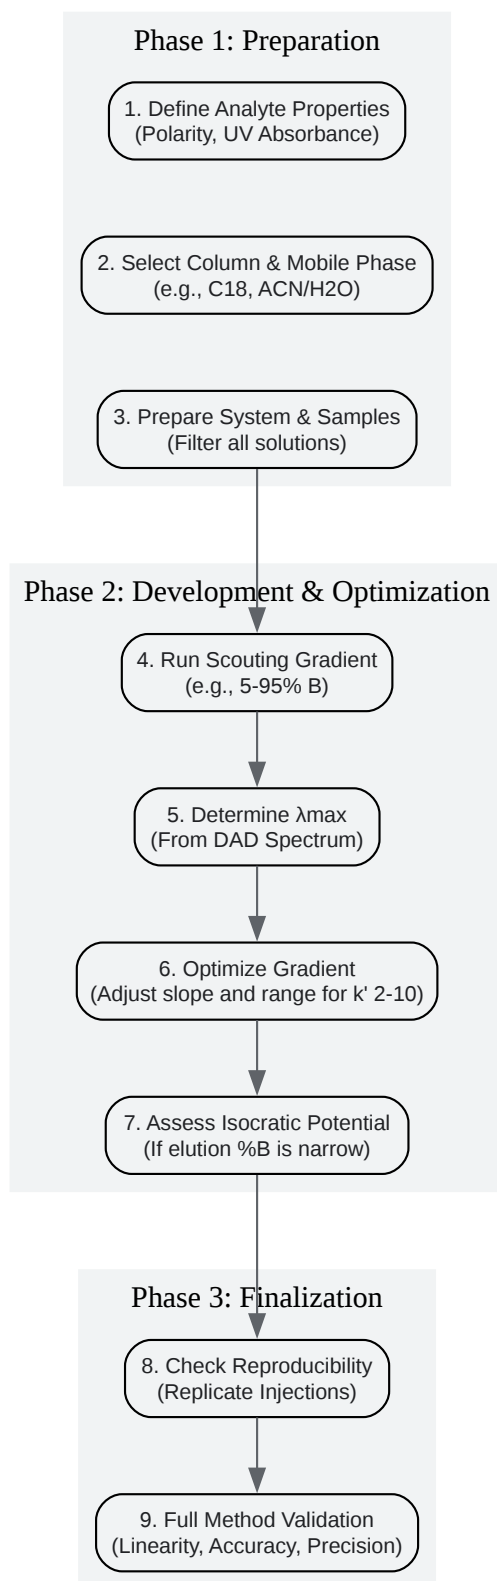 Phase 1: Preparation
1. Define Analyte Properties
(Polarity, UV Absorbance)
2. Select Column & Mobile Phase
(e.g., C18, ACN/H2O)
3. Prepare System & Samples
(Filter all solutions)
Phase 2: Development & Optimization
4. Run Scouting Gradient
(e.g., 5-95% B)
5. Determine λmax
(From DAD Spectrum)
6. Optimize Gradient
(Adjust slope and range for k' 2-10)
7. Assess Isocratic Potential
(If elution %B is narrow)
Phase 3: Finalization
8. Check Reproducibility
(Replicate Injections)
9. Full Method Validation
(Linearity, Accuracy, Precision)